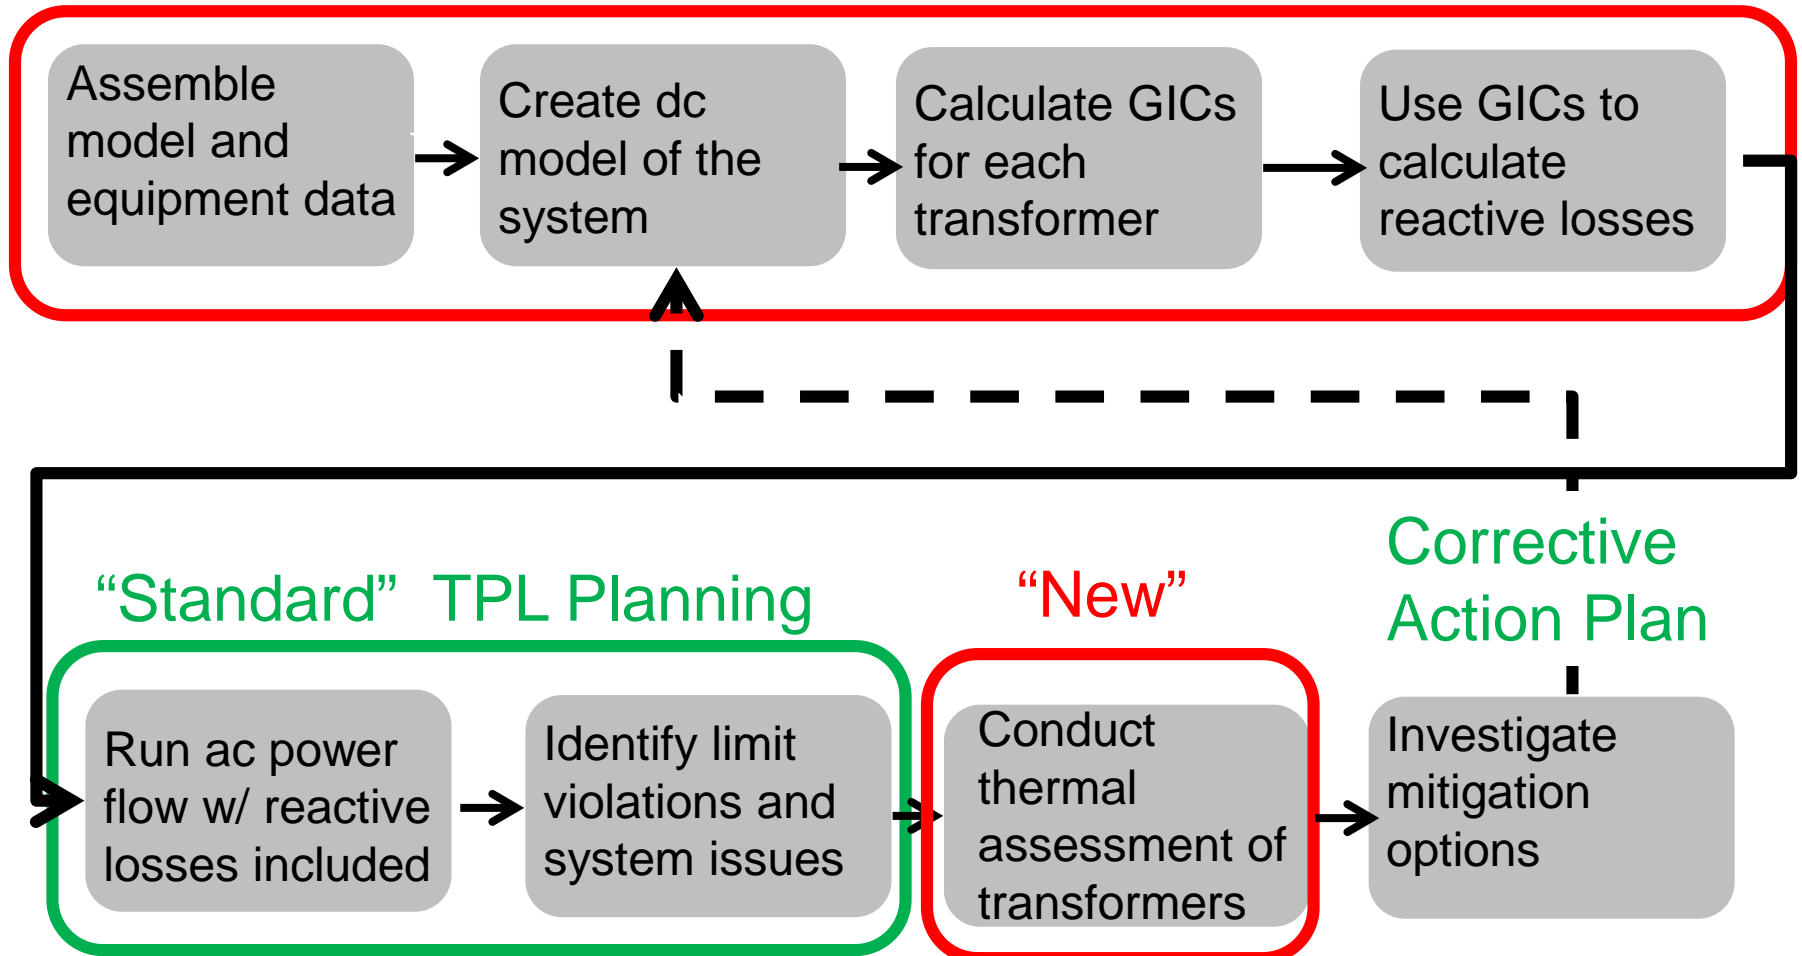 Assemble
model and
equipment data
Create dc
model of the
system
Calculate GICs
for each
transformer
Use GICs to
calculate
reactive losses
“Standard” TPL Planning
“New”
Corrective
Action Plan
Run ac power
flow w/ reactive
losses included
Identify limit
violations and
system issues
Conduct
thermal
assessment of
transformers
Investigate
mitigation
options